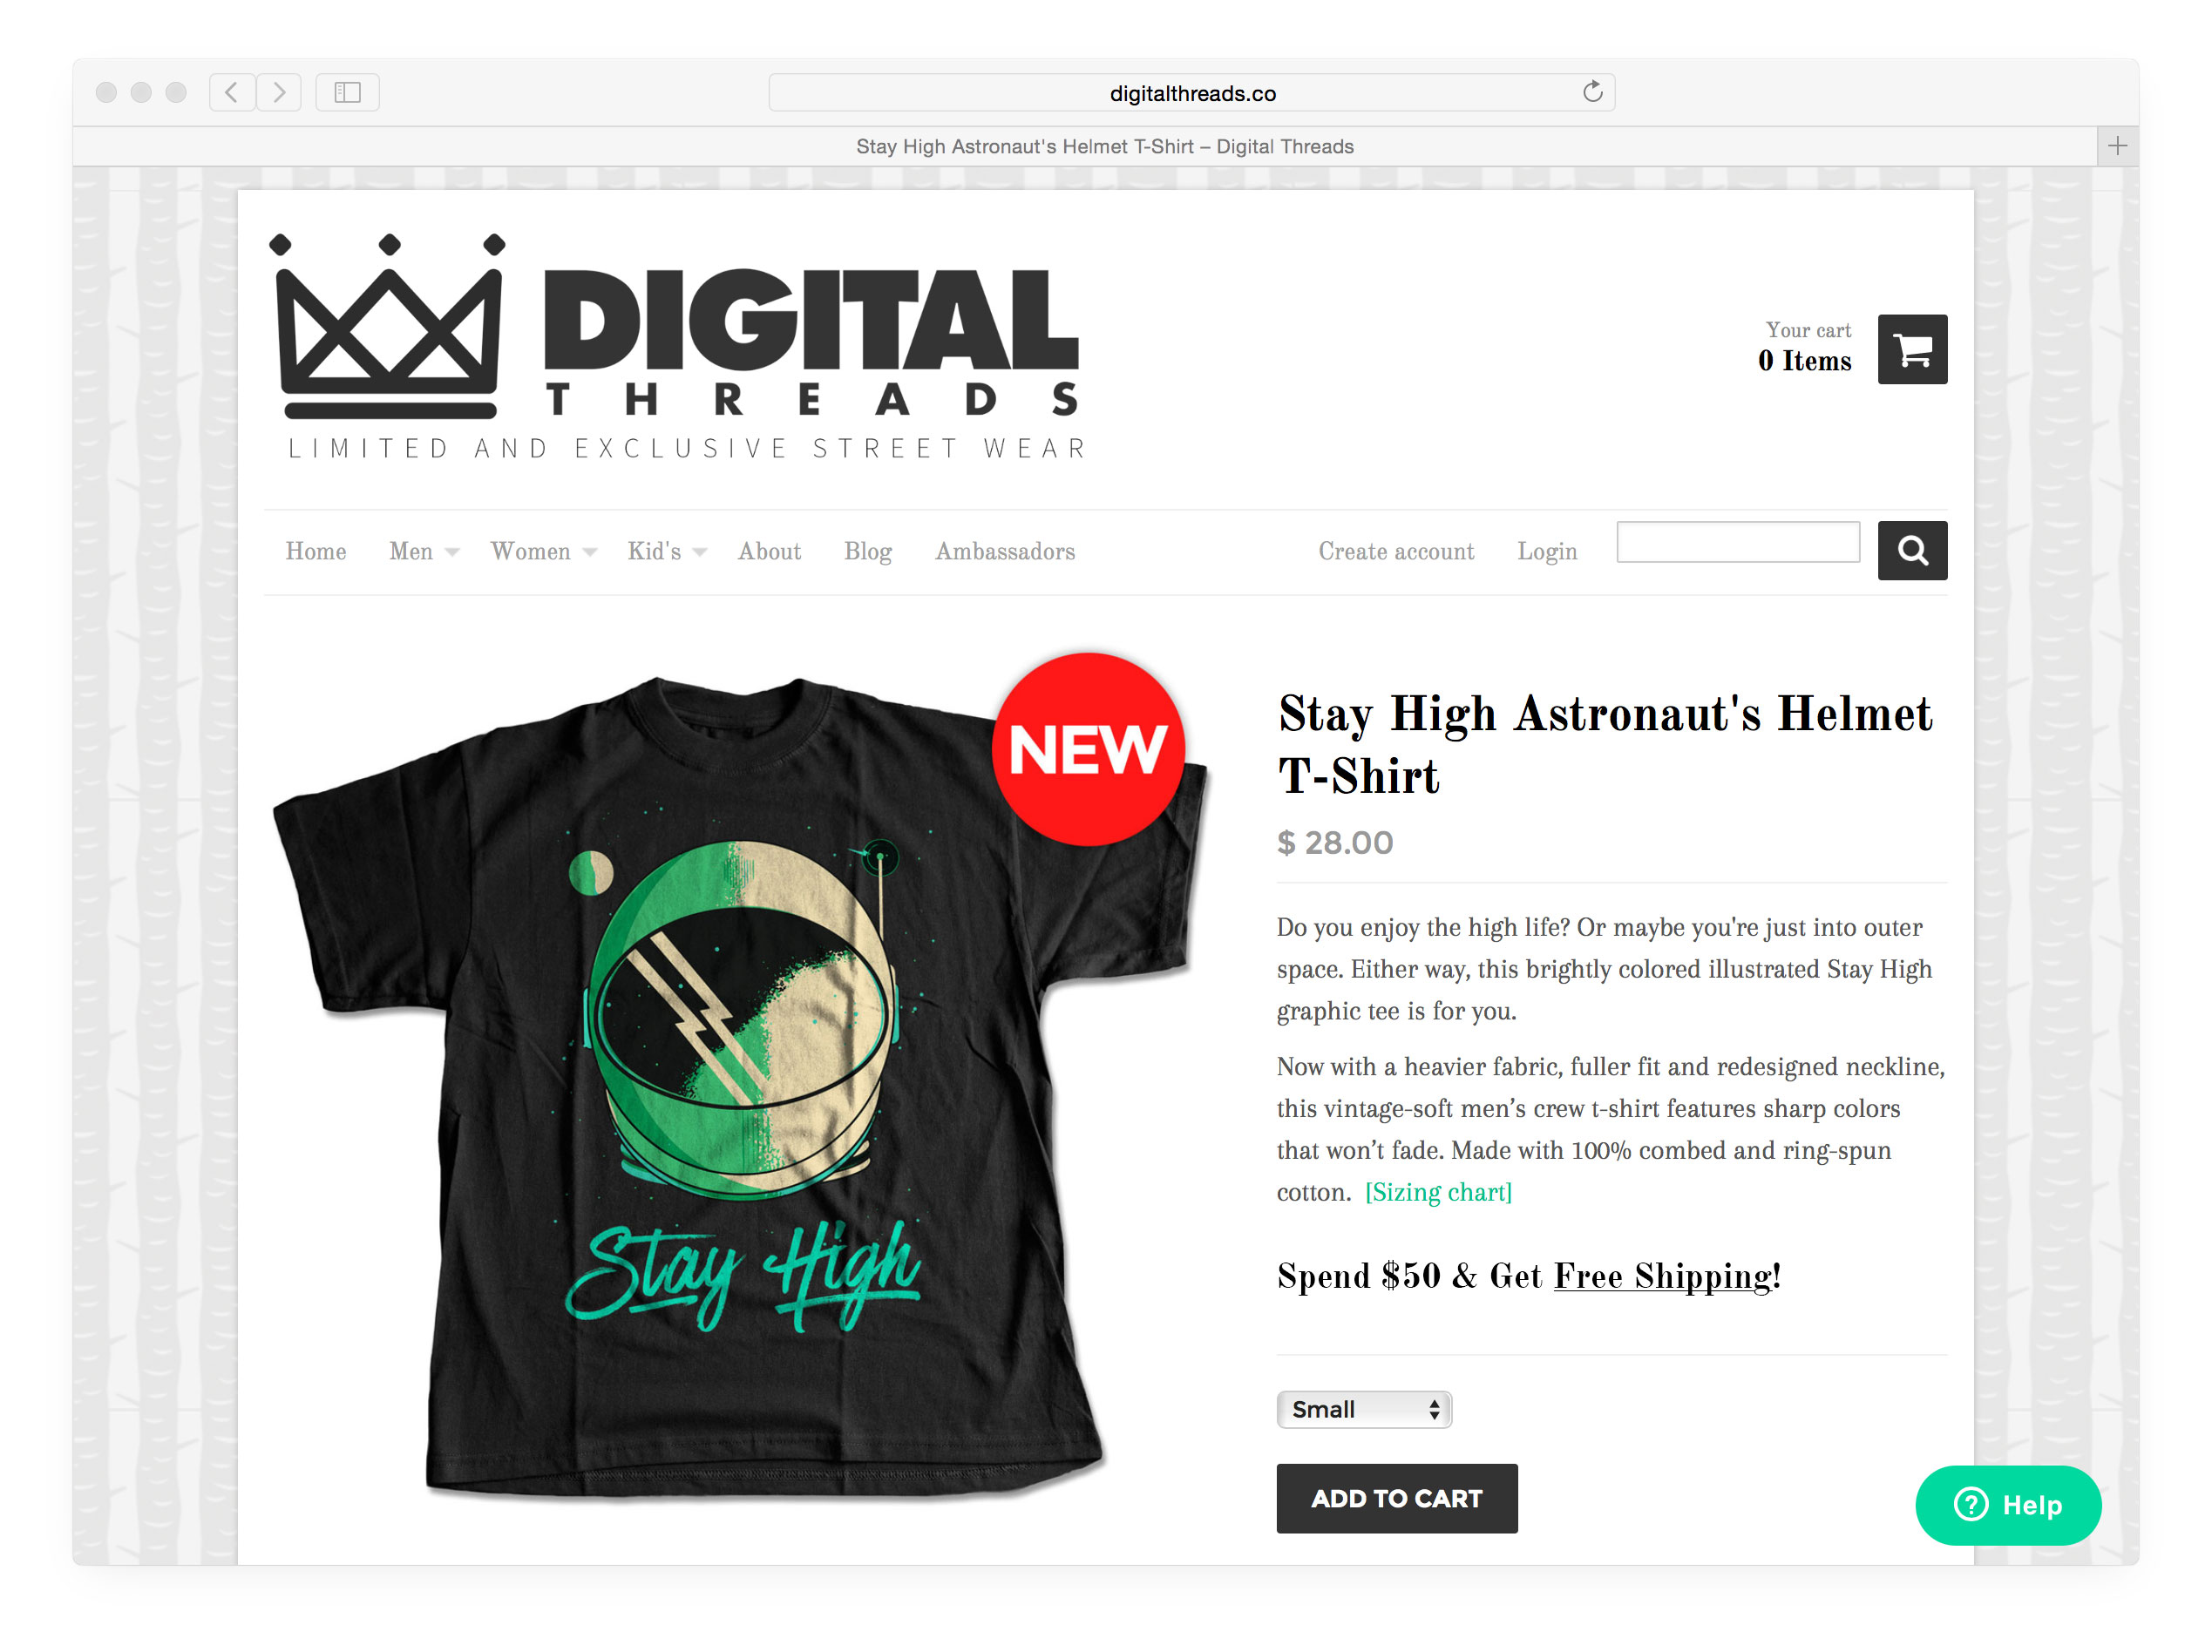 digitalthreads.co
Stay High Astronaut's Helmet T-Shirt – Digital Threads
DIGITAL
THREADS
LIMITED AND EXCLUSIVE STREET WEAR
Your cart
0 Items
Home Men Women Kid's About Blog Ambassadors Create account Login
NEW
Stay High
Stay High Astronaut's Helmet
T-Shirt
$ 28.00
Do you enjoy the high life? Or maybe you're just into outer
space. Either way, this brightly colored illustrated Stay High
graphic tee is for you.
Now with a heavier fabric, fuller fit and redesigned neckline,
this vintage-soft men’s crew t-shirt features sharp colors
that won’t fade. Made with 100% combed and ring-spun
cotton. [Sizing chart]
Spend $50 & Get Free Shipping!
Small
ADD TO CART
? Help